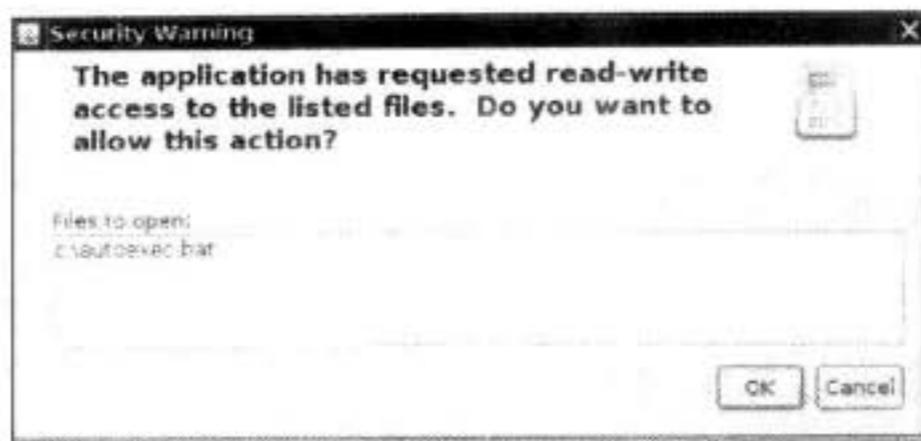 Security Warning
The application has requested read-write
access to the listed files. Do you want to
allow this action?
Files to open:
c:\autoexec.bat
OK
Cancel